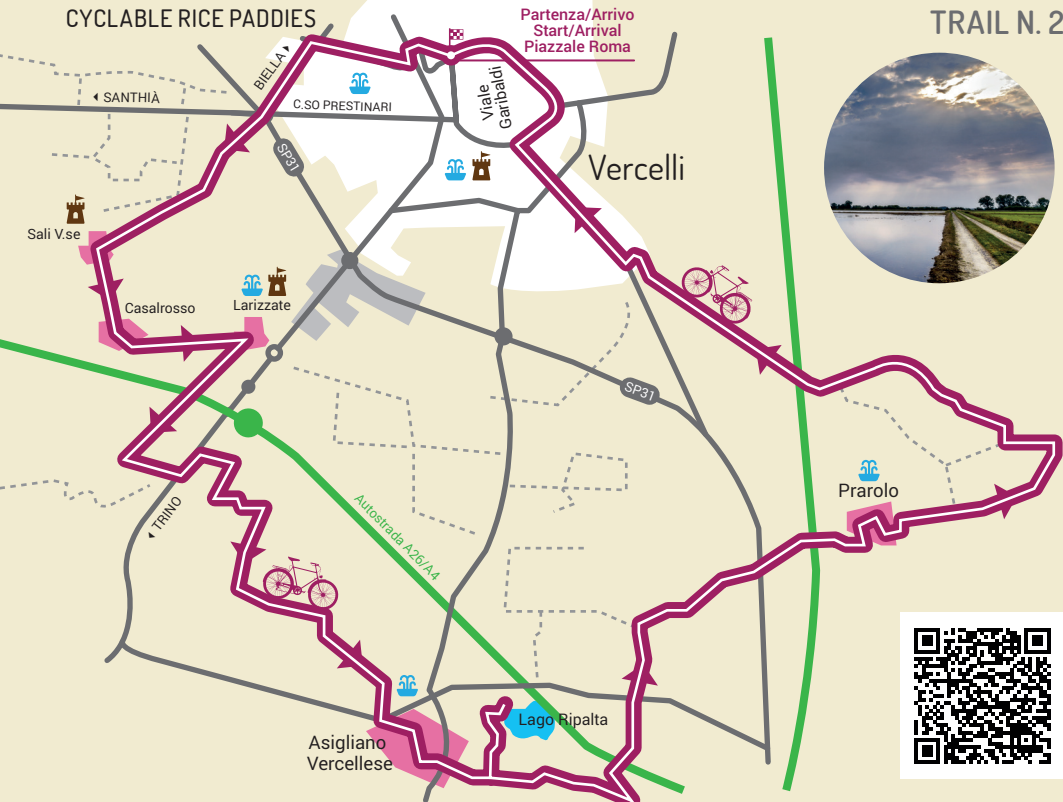 CYCLABLE RICE PADDIES
Partenza/Arrivo
Start/Arrival
Piazzale Roma
TRAIL N. 2
BIELLA
SANTHIÀ
C.SO PRESTINARI
Viale
Garibaldi
SP31
Vercelli
Sali V.se
Casalrosso
Larizzate
SP31
TRINO
Autostrada A26/A4
Prarolo
Lago Ripalta
Asigliano
Vercellese